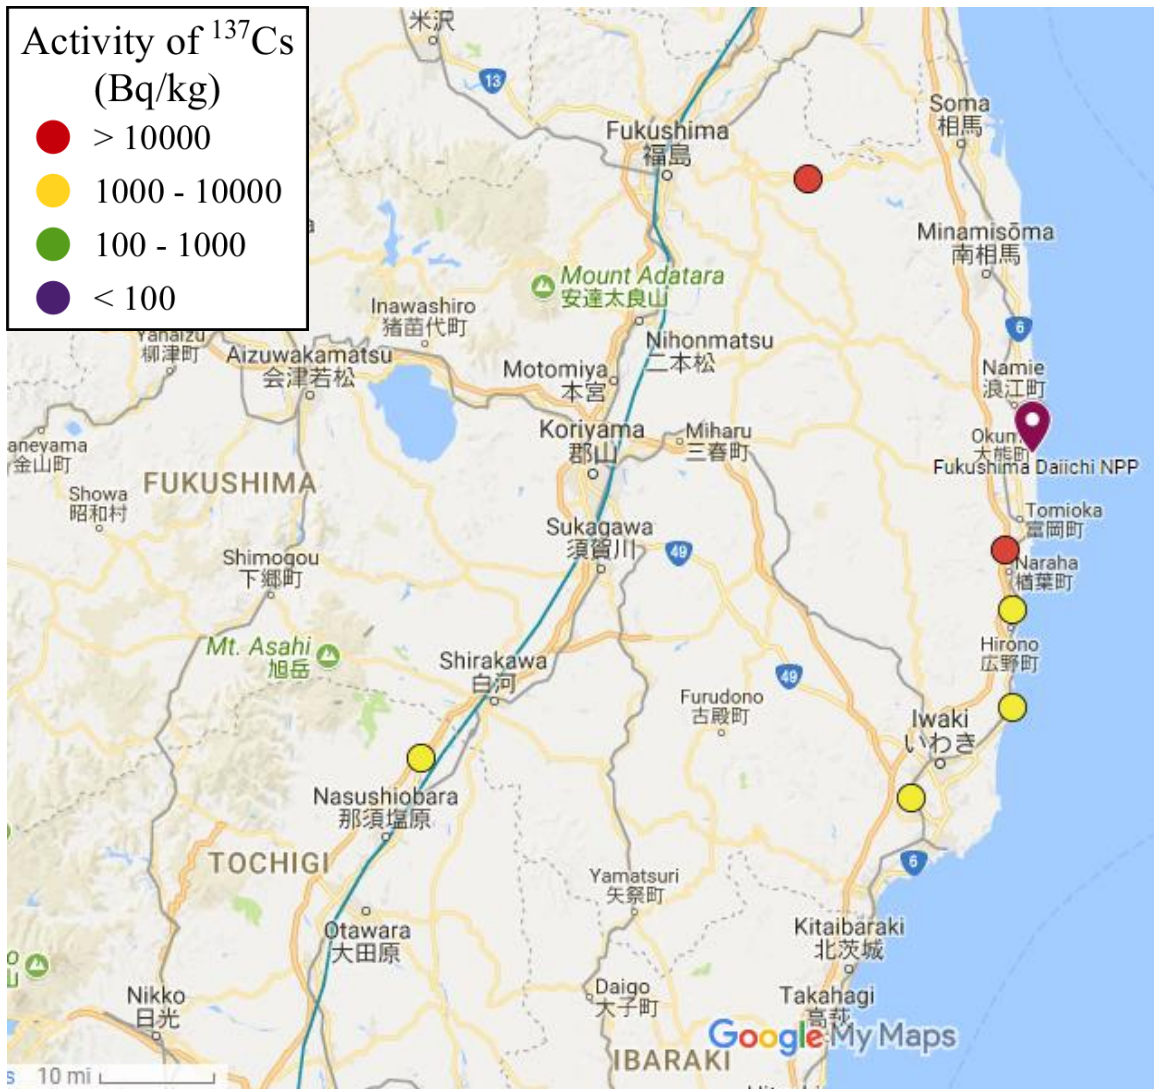 Activity of ¹³⁷Cs
(Bq/kg)
> 10000
1000 - 10000
100 - 1000
< 100
米沢
13
Soma
相馬
Fukushima
福島
Minamisōma
南相馬
Mount Adatara
安達太良山
Inawashiro
猪苗代町
6
Yanaizu
柳津町
Aizuwakamatsu
会津若松
Nihonmatsu
二本松
Motomiya
本宮
Namie
浪江町
Koriyama
郡山
Miharu
三春町
Okum
大熊町
Fukushima Daiichi NPP
aneyama
金山町
FUKUSHIMA
Showa
昭和村
Tomioka
富岡町
Sukagawa
須賀川
49
Shimogou
下郷町
Naraha
楢葉町
Mt. Asahi
旭岳
Hirono
広野町
Shirakawa
白河
49
Furudono
古殿町
Iwaki
いわき
Nasushiobara
那須塩原
TOCHIGI
6
Yamatsuri
矢祭町
Otawara
大田原
Kitaibaraki
北茨城
Nikko
日光
Daigo
大子町
Takahagi
高萩
Google My Maps
IBARAKI
s 10 mi